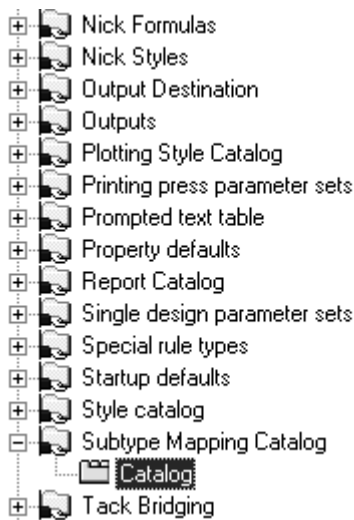 Nick Formulas
Nick Styles
Output Destination
Outputs
Plotting Style Catalog
Printing press parameter sets
Prompted text table
Property defaults
Report Catalog
Single design parameter sets
Special rule types
Startup defaults
Style catalog
Subtype Mapping Catalog
Catalog
Tack Bridging